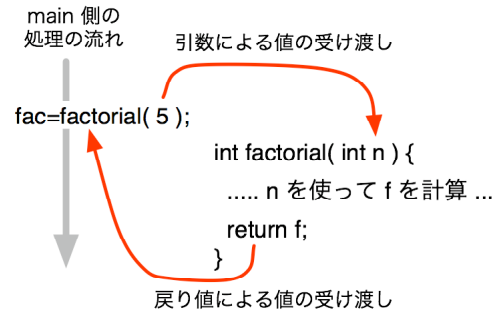 main 側の
処理の流れ
引数による値の受け渡し
fac=factorial( 5 );
int factorial( int n ) {
..... n を使って f を計算 ...
return f;
}
戻り値による値の受け渡し